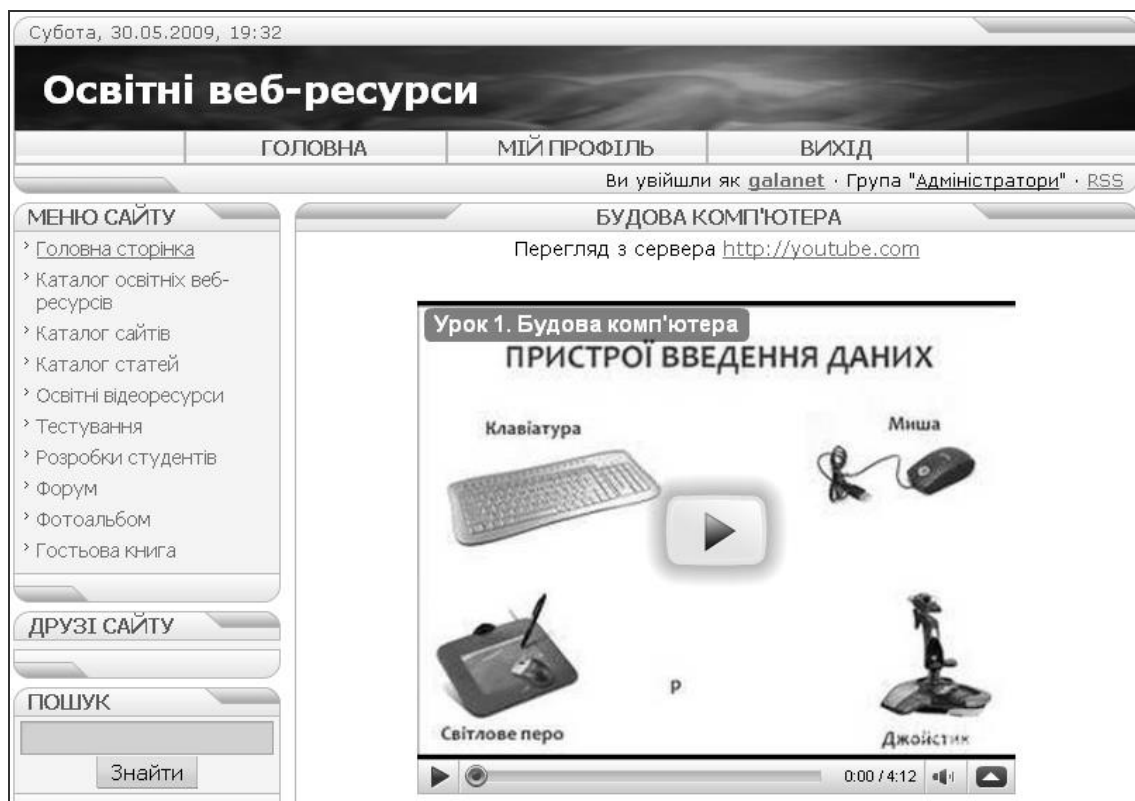 Субота, 30.05.2009, 19:32
Освітні веб-ресурси
ГОЛОВНА МІЙ ПРОФІЛЬ ВИХІД
Ви увійшли як galanet · Група "Адміністратори" · RSS
МЕНЮ САЙТУ
Головна сторінка
Каталог освітніх веб-
ресурсів
Каталог сайтів
Каталог статей
Освітні відеоресурси
Тестування
Розробки студентів
Форум
Фотоальбом
Гостьова книга
ДРУЗІ САЙТУ
ПОШУК
Знайти
БУДОВА КОМП'ЮТЕРА
Перегляд з сервера http://youtube.com
Урок 1. Будова комп'ютера
ПРИСТРОЇ ВВЕДЕННЯ ДАНИХ
Клавіатура
Миша
Р
Світлове перо
Джойстик
0:00 / 4:12